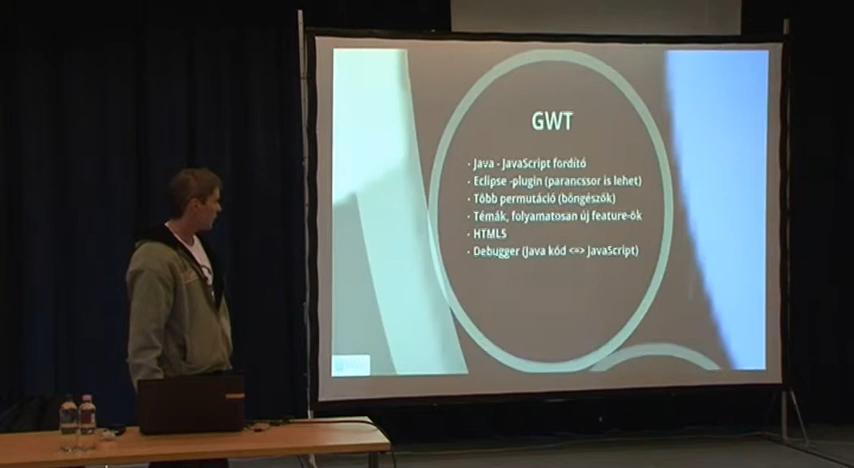 GWT
· Java - JavaScript fordító
· Eclipse -plugin (parancssor is lehet)
· Több permutáció (böngészők)
· Témák, folyamatosan új feature-ök
· HTML5
· Debugger (Java kód <=> JavaScript)